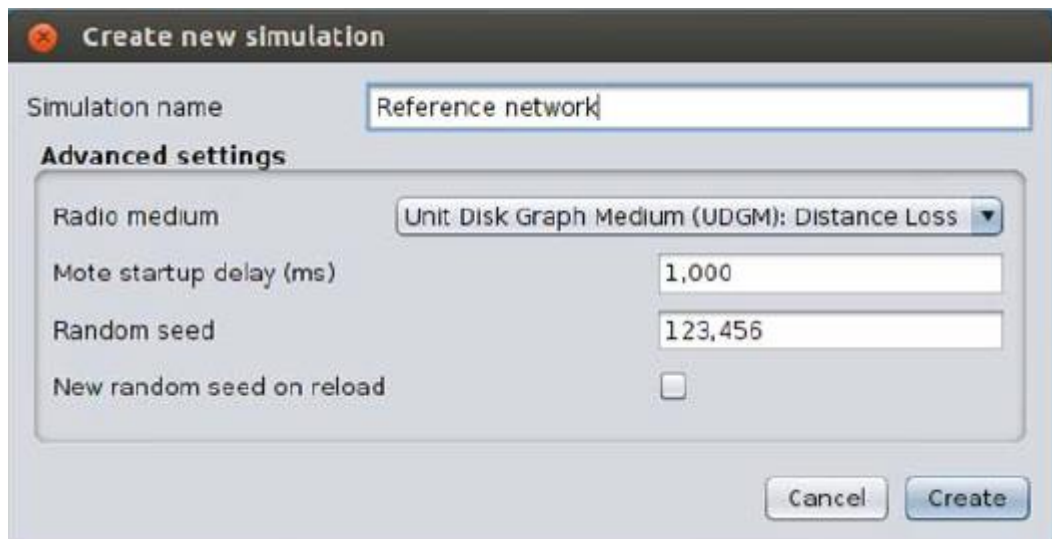 Create new simulation
Simulation name Reference network
Advanced settings
Radio medium Unit Disk Graph Medium (UDGM): Distance Loss
Mote startup delay (ms) 1,000
Random seed 123,456
New random seed on reload
Cancel Create